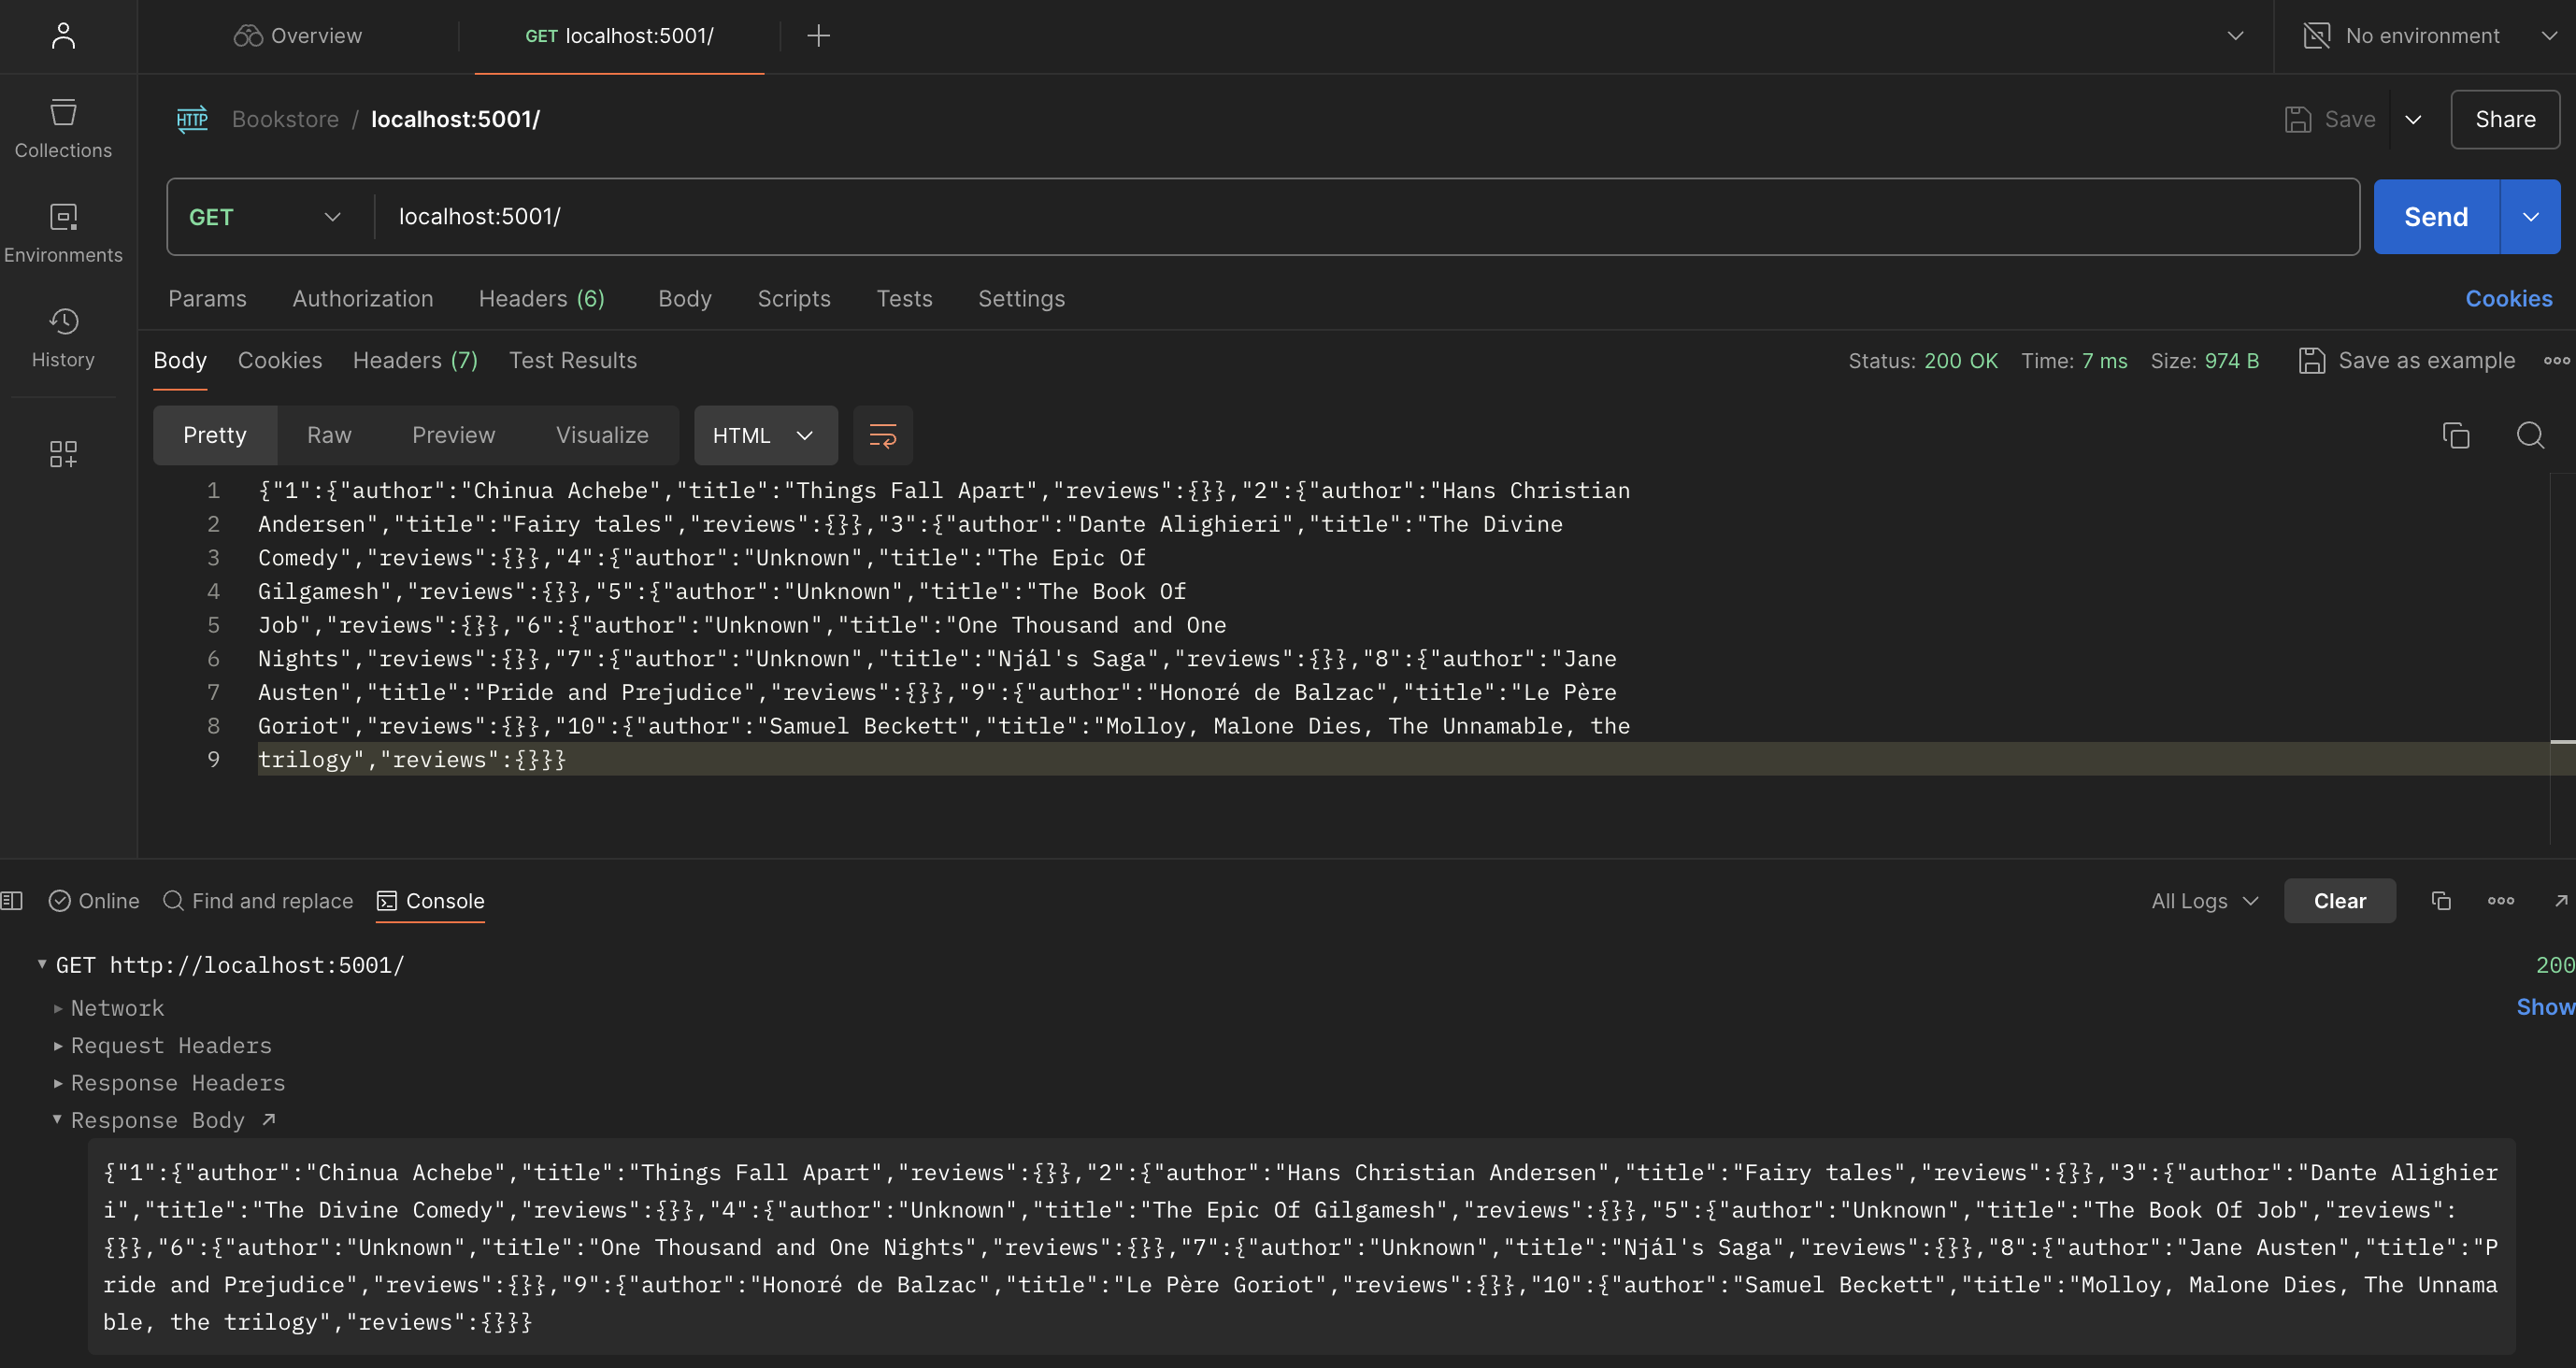 Overview
GET localhost:5001/
No environment
HTTP Bookstore / localhost:5001/
Save
Share
Collections
GET localhost:5001/
Send
Environments
Params Authorization Headers (6) Body Scripts Tests Settings Cookies
History
Body Cookies Headers (7) Test Results Status: 200 OK Time: 7 ms Size: 974 B Save as example
Pretty Raw Preview Visualize HTML
1 {"1":{"author":"Chinua Achebe","title":"Things Fall Apart","reviews":{}},"2":{"author":"Hans Christian
2 Andersen","title":"Fairy tales","reviews":{}},"3":{"author":"Dante Alighieri","title":"The Divine
3 Comedy","reviews":{}},"4":{"author":"Unknown","title":"The Epic Of
4 Gilgamesh","reviews":{}},"5":{"author":"Unknown","title":"The Book Of
5 Job","reviews":{}},"6":{"author":"Unknown","title":"One Thousand and One
6 Nights","reviews":{}},"7":{"author":"Unknown","title":"Njál's Saga","reviews":{}},"8":{"author":"Jane
7 Austen","title":"Pride and Prejudice","reviews":{}},"9":{"author":"Honoré de Balzac","title":"Le Père
8 Goriot","reviews":{}},"10":{"author":"Samuel Beckett","title":"Molloy, Malone Dies, The Unnamable, the
9 trilogy","reviews":{}}}
Online Find and replace Console All Logs Clear
GET http://localhost:5001/ 200
Network Show
Request Headers
Response Headers
Response Body
{"1":{"author":"Chinua Achebe","title":"Things Fall Apart","reviews":{}},"2":{"author":"Hans Christian Andersen","title":"Fairy tales","reviews":{}},"3":{"author":"Dante Alighier
i","title":"The Divine Comedy","reviews":{}},"4":{"author":"Unknown","title":"The Epic Of Gilgamesh","reviews":{}},"5":{"author":"Unknown","title":"The Book Of Job","reviews":
{}},"6":{"author":"Unknown","title":"One Thousand and One Nights","reviews":{}},"7":{"author":"Unknown","title":"Njál's Saga","reviews":{}},"8":{"author":"Jane Austen","title":"P
ride and Prejudice","reviews":{}},"9":{"author":"Honoré de Balzac","title":"Le Père Goriot","reviews":{}},"10":{"author":"Samuel Beckett","title":"Molloy, Malone Dies, The Unnama
ble, the trilogy","reviews":{}}}